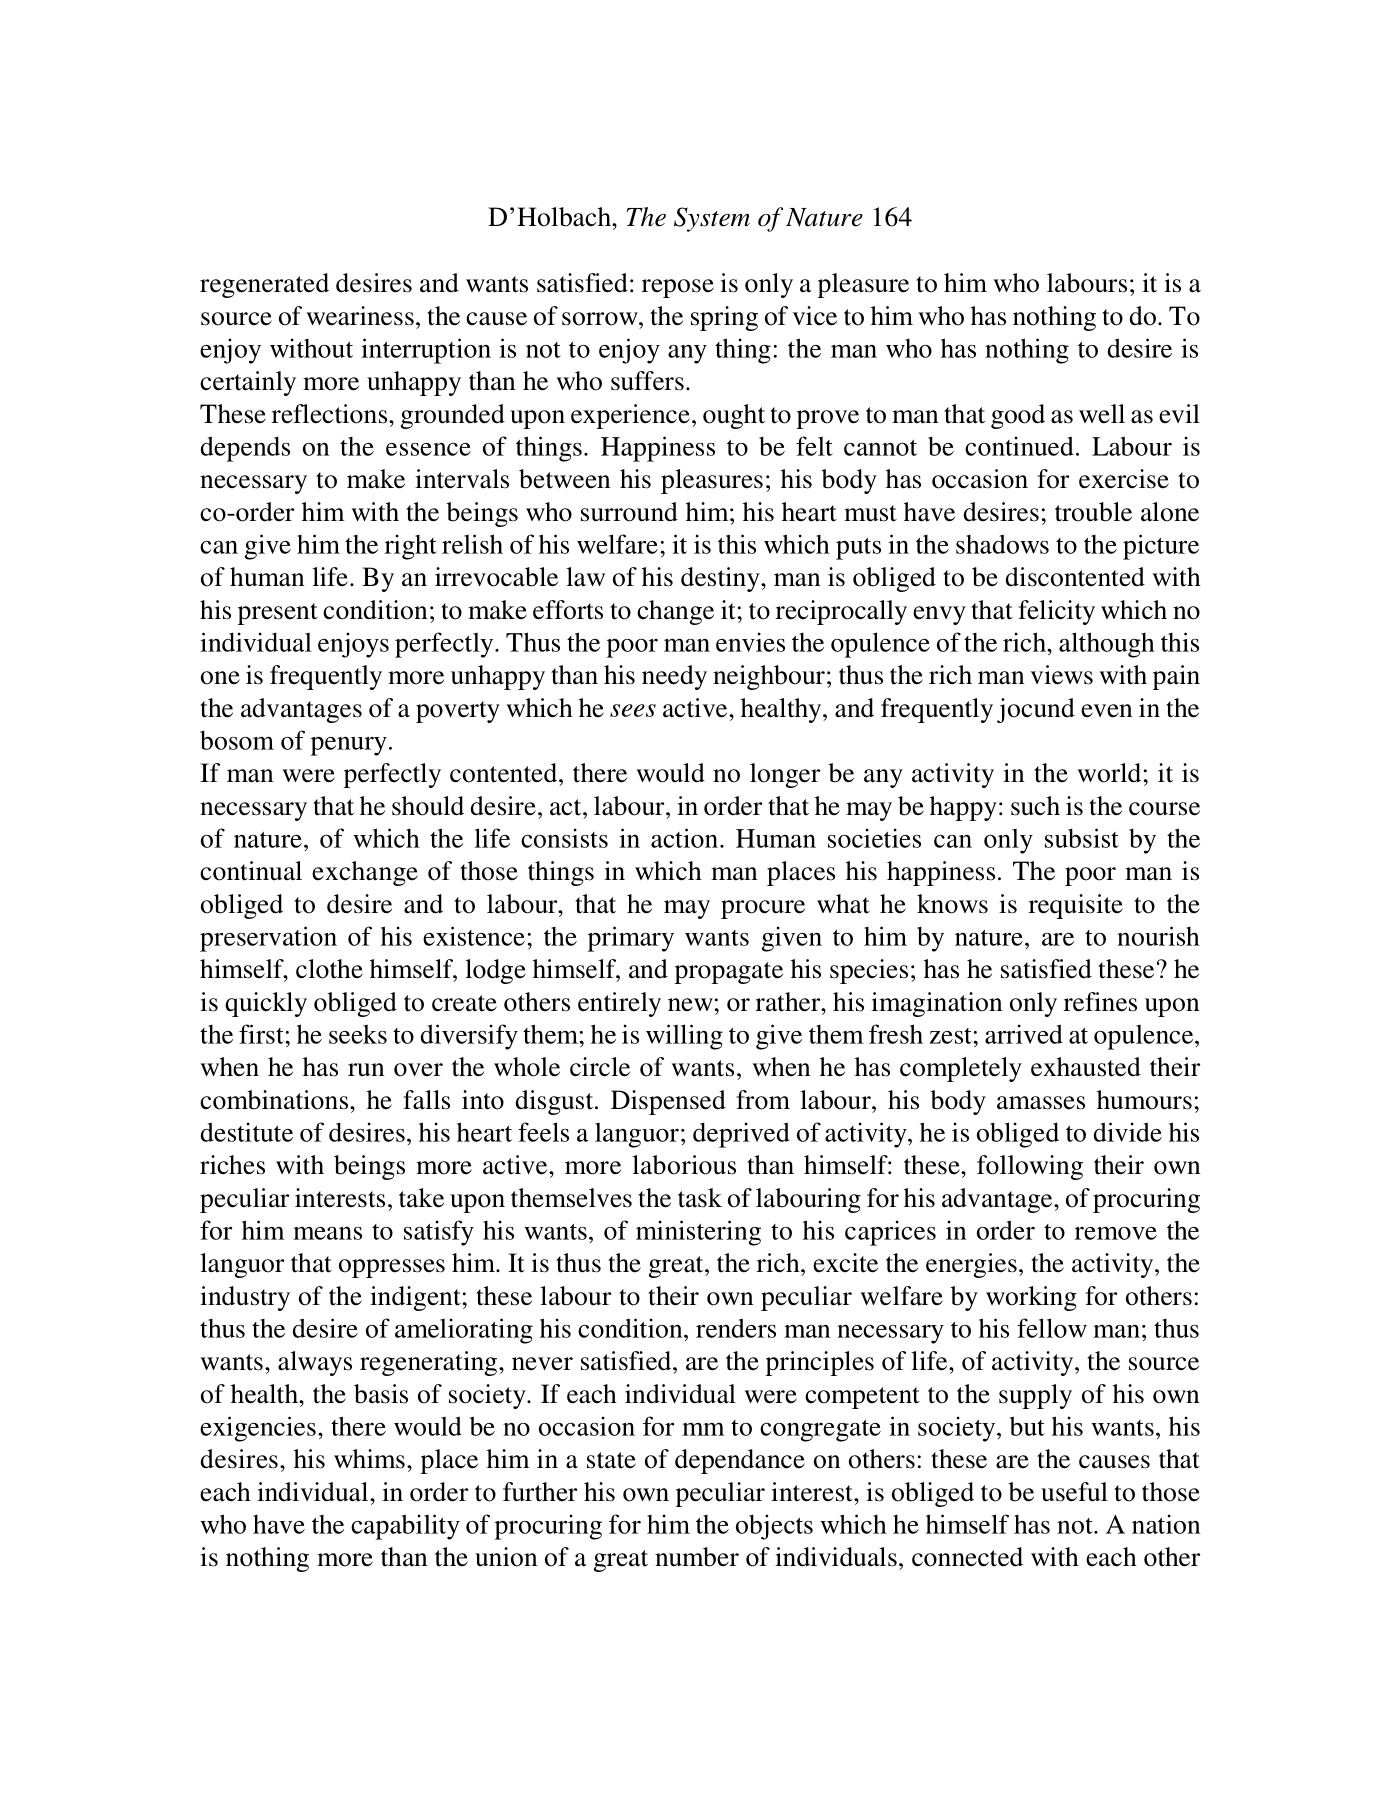 D’Holbach, The System of Nature 164
regenerated desires and wants satisfied: repose is only a pleasure to him who labours; it is a
source of weariness, the cause of sorrow, the spring of vice to him who has nothing to do. To
enjoy without interruption is not to enjoy any thing: the man who has nothing to desire is
certainly more unhappy than he who suffers.
These reflections, grounded upon experience, ought to prove to man that good as well as evil
depends on the essence of things. Happiness to be felt cannot be continued. Labour is
necessary to make intervals between his pleasures; his body has occasion for exercise to
co-order him with the beings who surround him; his heart must have desires; trouble alone
can give him the right relish of his welfare; it is this which puts in the shadows to the picture
of human life. By an irrevocable law of his destiny, man is obliged to be discontented with
his present condition; to make efforts to change it; to reciprocally envy that felicity which no
individual enjoys perfectly. Thus the poor man envies the opulence of the rich, although this
one is frequently more unhappy than his needy neighbour; thus the rich man views with pain
the advantages of a poverty which he sees active, healthy, and frequently jocund even in the
bosom of penury.
If man were perfectly contented, there would no longer be any activity in the world; it is
necessary that he should desire, act, labour, in order that he may be happy: such is the course
of nature, of which the life consists in action. Human societies can only subsist by the
continual exchange of those things in which man places his happiness. The poor man is
obliged to desire and to labour, that he may procure what he knows is requisite to the
preservation of his existence; the primary wants given to him by nature, are to nourish
himself, clothe himself, lodge himself, and propagate his species; has he satisfied these? he
is quickly obliged to create others entirely new; or rather, his imagination only refines upon
the first; he seeks to diversify them; he is willing to give them fresh zest; arrived at opulence,
when he has run over the whole circle of wants, when he has completely exhausted their
combinations, he falls into disgust. Dispensed from labour, his body amasses humours;
destitute of desires, his heart feels a languor; deprived of activity, he is obliged to divide his
riches with beings more active, more laborious than himself: these, following their own
peculiar interests, take upon themselves the task of labouring for his advantage, of procuring
for him means to satisfy his wants, of ministering to his caprices in order to remove the
languor that oppresses him. It is thus the great, the rich, excite the energies, the activity, the
industry of the indigent; these labour to their own peculiar welfare by working for others:
thus the desire of ameliorating his condition, renders man necessary to his fellow man; thus
wants, always regenerating, never satisfied, are the principles of life, of activity, the source
of health, the basis of society. If each individual were competent to the supply of his own
exigencies, there would be no occasion for mm to congregate in society, but his wants, his
desires, his whims, place him in a state of dependance on others: these are the causes that
each individual, in order to further his own peculiar interest, is obliged to be useful to those
who have the capability of procuring for him the objects which he himself has not. A nation
is nothing more than the union of a great number of individuals, connected with each other